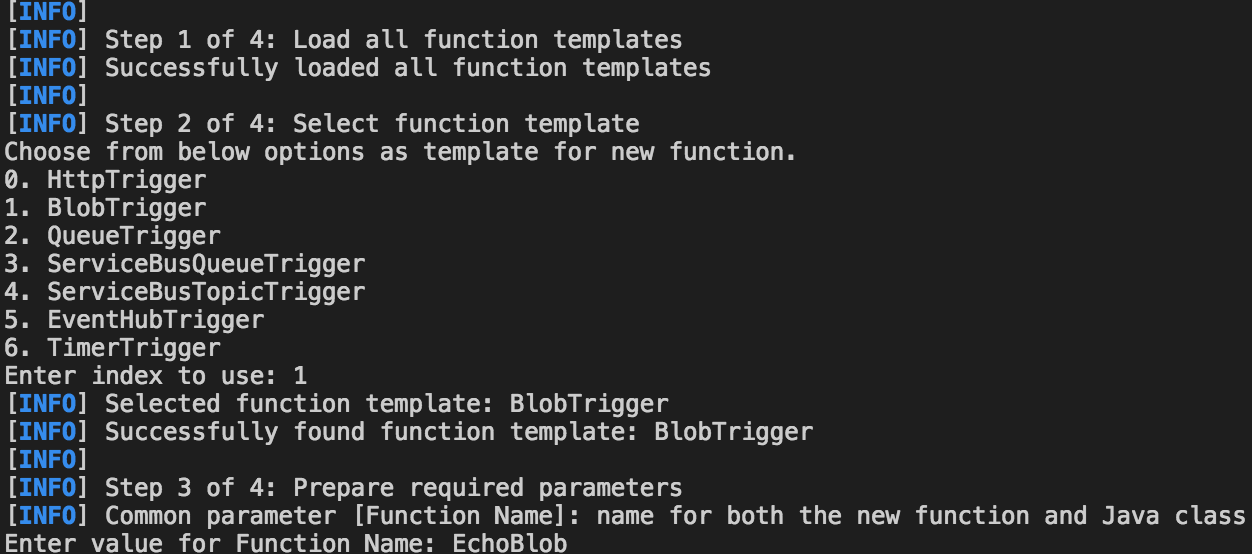 [INFO]
[INFO] Step 1 of 4: Load all function templates
[INFO] Successfully loaded all function templates
[INFO]
[INFO] Step 2 of 4: Select function template
Choose from below options as template for new function.
0. HttpTrigger
1. BlobTrigger
2. QueueTrigger
3. ServiceBusQueueTrigger
4. ServiceBusTopicTrigger
5. EventHubTrigger
6. TimerTrigger
Enter index to use: 1
[INFO] Selected function template: BlobTrigger
[INFO] Successfully found function template: BlobTrigger
[INFO]
[INFO] Step 3 of 4: Prepare required parameters
[INFO] Common parameter [Function Name]: name for both the new function and Java class
Enter value for Function Name: EchoBlob